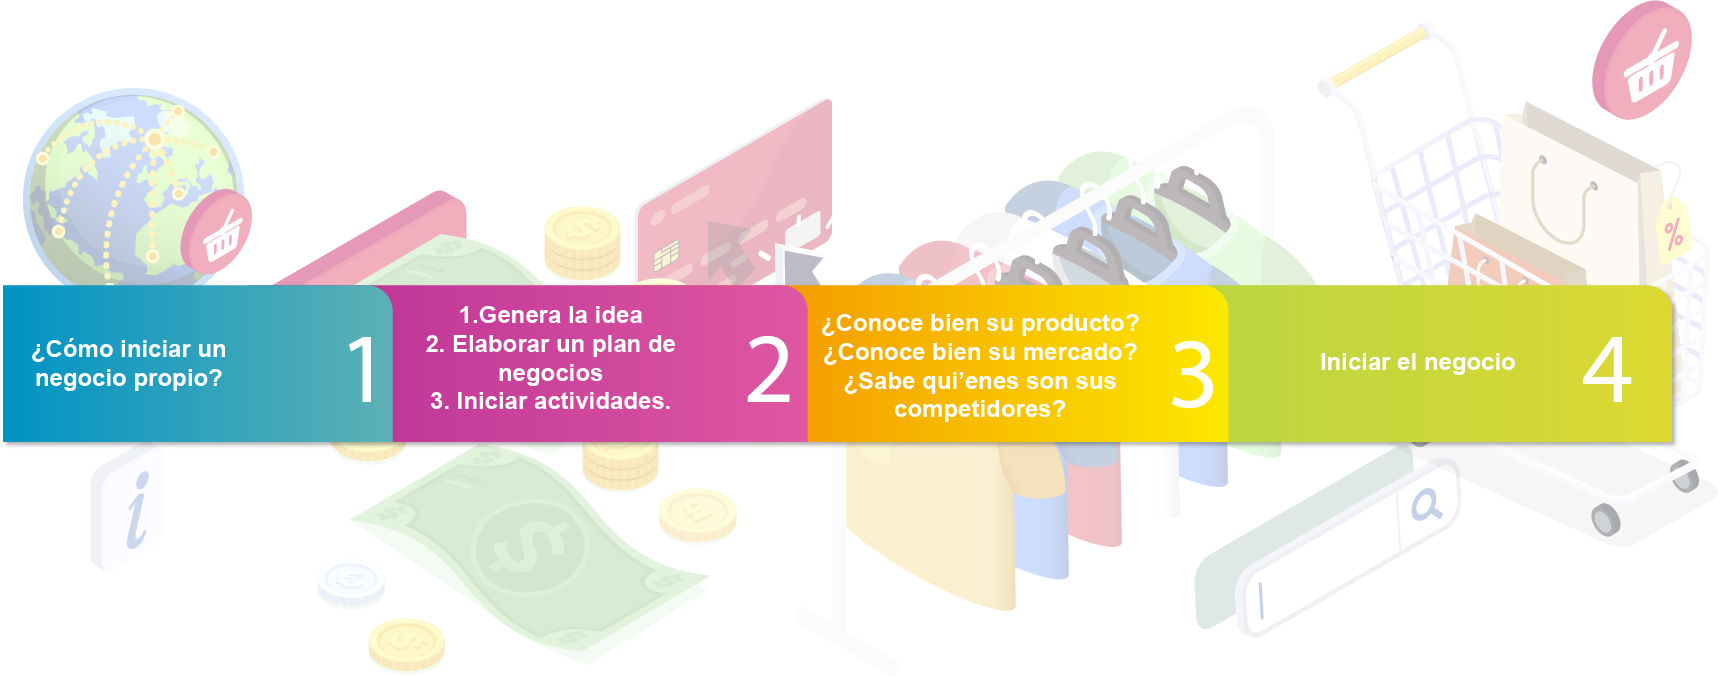 ¿Cómo iniciar un
negocio propio?
1
1.Genera la idea
2. Elaborar un plan de
negocios
3. Iniciar actividades.
2
¿Conoce bien su producto?
¿Conoce bien su mercado?
¿Sabe qui’enes son sus
competidores?
3
Iniciar el negocio
4
%
i
$